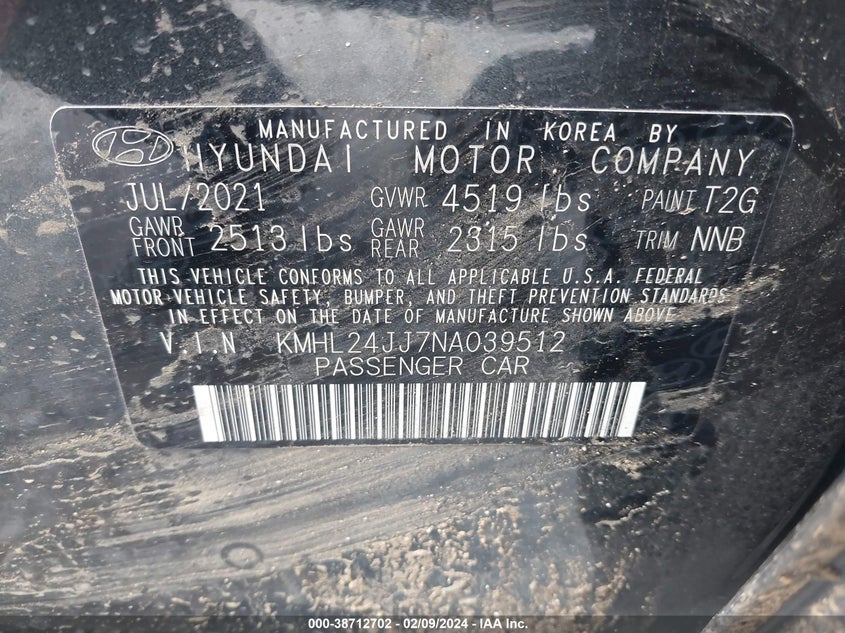 MANUFACTURED IN KOREA BY
HYUNDAI MOTOR COMPANY
JUL/2021 GVWR 4519 lbs PAINT T2G
GAWR FRONT 2513 lbs GAWR REAR 2315 lbs TRIM NNB
THIS VEHICLE CONFORMS TO ALL APPLICABLE U.S.A. FEDERAL
MOTOR VEHICLE SAFETY, BUMPER, AND THEFT PREVENTION STANDARDS
IN EFFECT ON THE DATE OF MANUFACTURE SHOWN ABOVE
V.I.N KMHL24JJ7NA039512
PASSENGER CAR
000-38712702 - 02/09/2024 - IAA Inc.